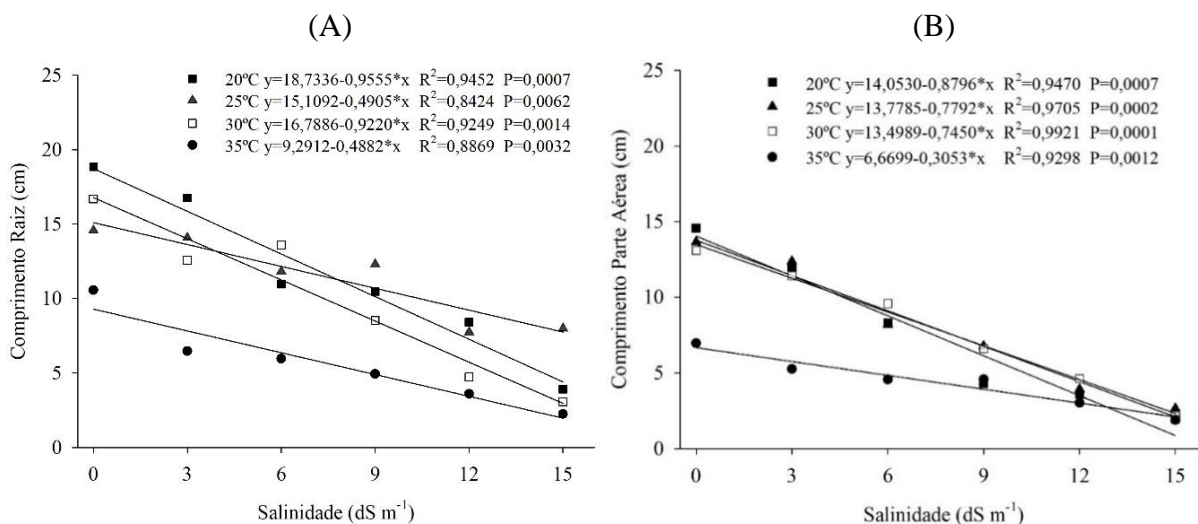 (A)
20ºC y=18,7336-0,9555*x R²=0,9452 P=0,0007
25ºC y=15,1092-0,4905*x R²=0,8424 P=0,0062
30ºC y=16,7886-0,9220*x R²=0,9249 P=0,0014
35ºC y=9,2912-0,4882*x R²=0,8869 P=0,0032
Comprimento Raiz (cm)
25
20
15
10
5
0
0 3 6 9 12 15
Salinidade (dS m⁻¹)
(B)
20ºC y=14,0530-0,8796*x R²=0,9470 P=0,0007
25ºC y=13,7785-0,7792*x R²=0,9705 P=0,0002
30ºC y=13,4989-0,7450*x R²=0,9921 P=0,0001
35ºC y=6,6699-0,3053*x R²=0,9298 P=0,0012
Comprimento Parte Aérea (cm)
25
20
15
10
5
0
0 3 6 9 12 15
Salinidade (dS m⁻¹)